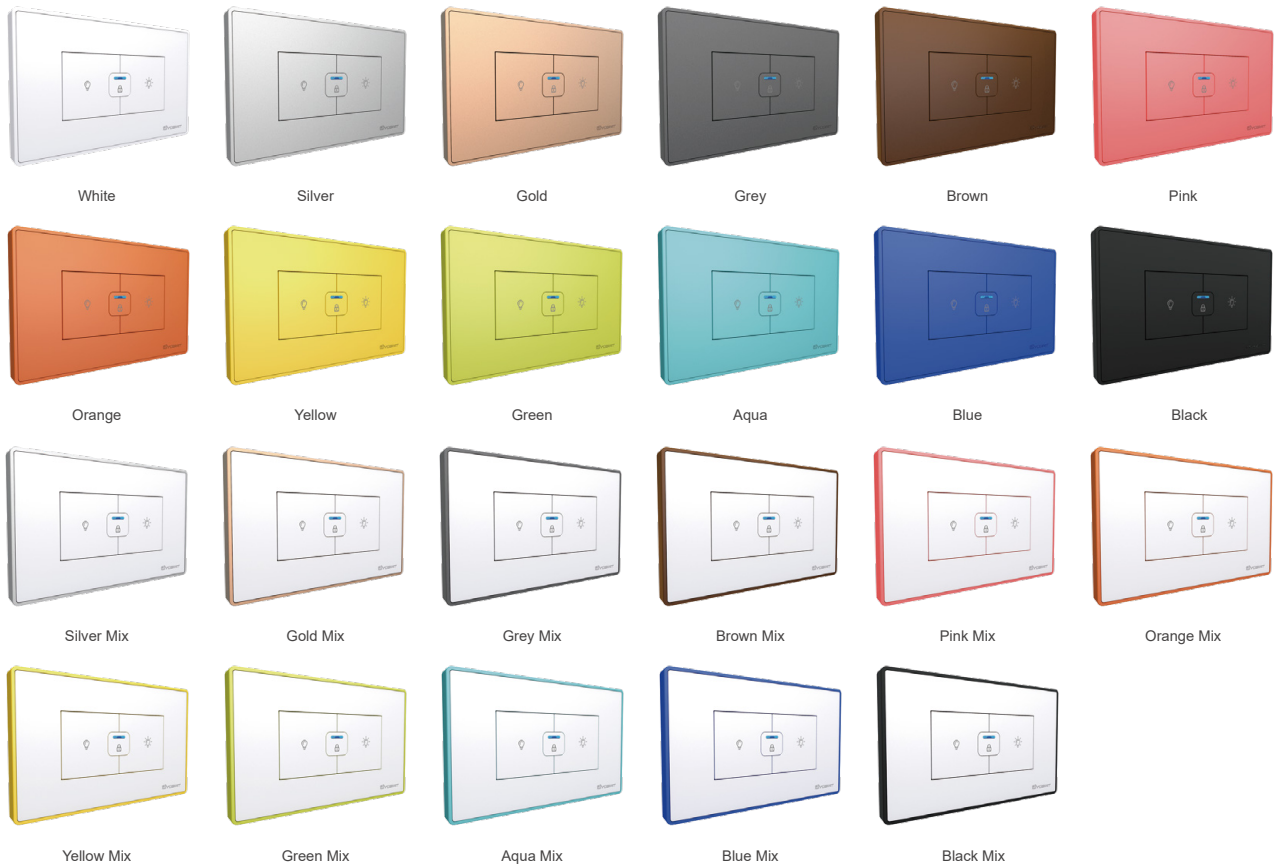 White Silver Gold Grey Brown Pink
Orange Yellow Green Aqua Blue Black
Silver Mix Gold Mix Grey Mix Brown Mix Pink Mix Orange Mix
Yellow Mix Green Mix Aqua Mix Blue Mix Black Mix